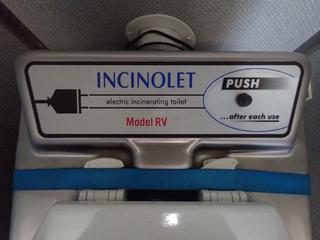 INCINOLET
PUSH
electric incinerating toilet
...after each use
Model RV